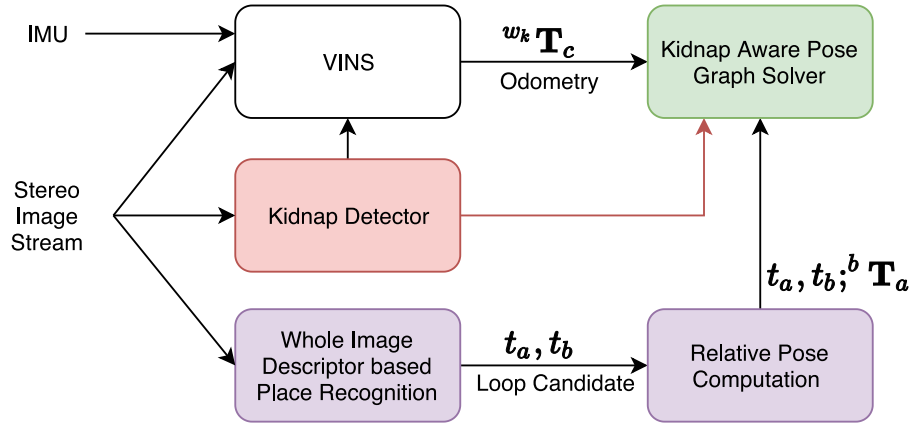 IMU
VINS
$^{w_k}\mathbf{T}_c$
Odometry
Kidnap Aware Pose
Graph Solver
Stereo
Image
Stream
Kidnap Detector
$t_a, t_b; ^b\mathbf{T}_a$
Whole Image
Descriptor based
Place Recognition
$t_a, t_b$
Loop Candidate
Relative Pose
Computation